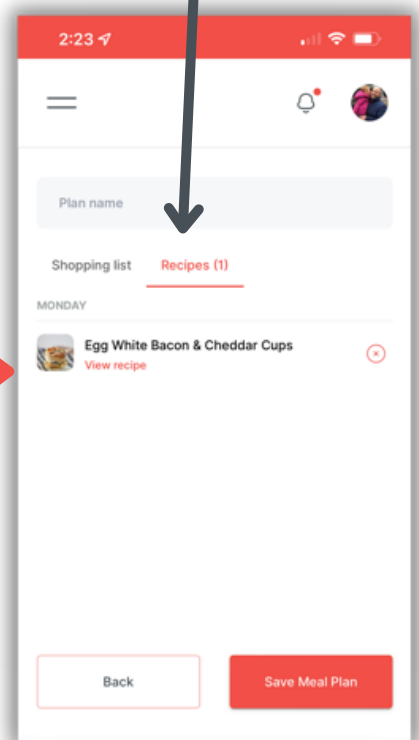 2:23
Plan name
Shopping list Recipes (1)
MONDAY
Egg White Bacon & Cheddar Cups
View recipe
Back Save Meal Plan